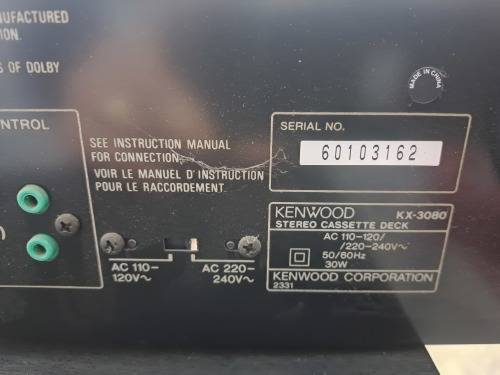 NUFACTURED
ION.
S OF DOLBY
ONTROL
SEE INSTRUCTION MANUAL
FOR CONNECTION.
VOIR LE MANUEL D'INSTRUCTION
POUR LE RACCORDEMENT.
AC 110-
120V~
AC 220-
240V~
MADE IN CHINA
SERIAL NO.
60103162
KENWOOD KX-3080
STEREO CASSETTE DECK
AC 110-120/
/220-240V~
50/60Hz
30W
KENWOOD CORPORATION
2331